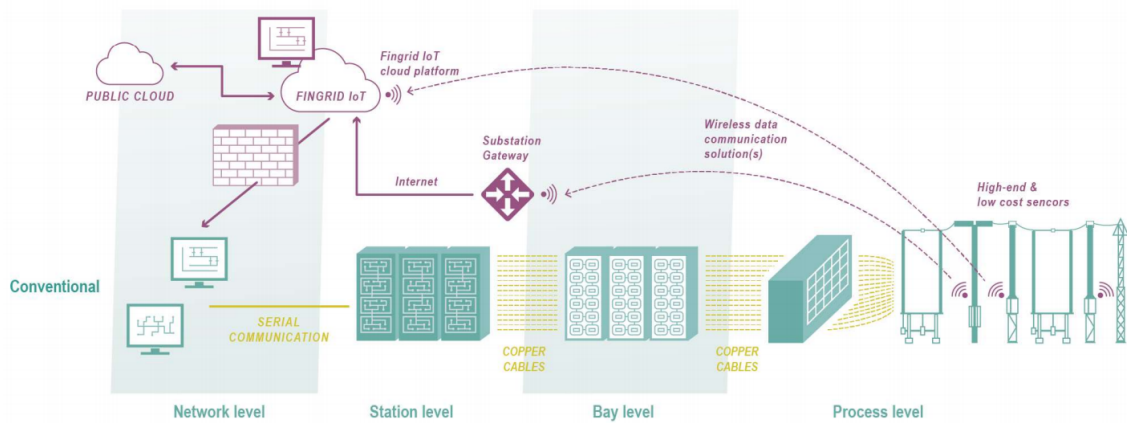 Fingrid IoT
cloud platform
PUBLIC CLOUD
FINGRID IoT
Wireless data
communication
solution(s)
Substation
Gateway
Internet
High-end &
low cost sencors
Conventional
SERIAL
COMMUNICATION
COPPER
CABLES
COPPER
CABLES
Network level
Station level
Bay level
Process level